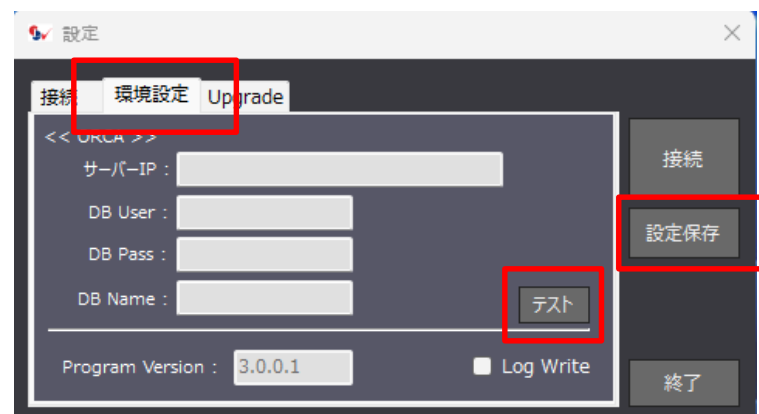 設定
接続 環境設定 Upgrade
<< ORCA >>
サーバーIP :
DB User :
DB Pass :
DB Name :
テスト
Program Version : 3.0.0.1
Log Write
接続
設定保存
終了